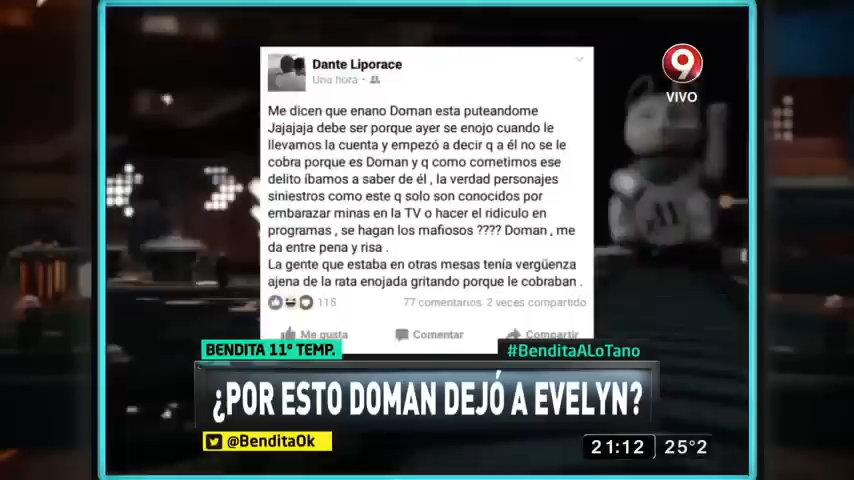 Dante Liporace
Una hora
9
VIVO
Me dicen que enano Doman esta puteandome
Jajajaja debe ser porque ayer se enojo cuando le
llevamos la cuenta y empezó a decir q a él no se le
cobra porque es Doman y q como cometimos ese
delito íbamos a saber de él , la verdad personajes
siniestros como este q solo son conocidos por
embarazar minas en la TV o hacer el ridiculo en
programas , se hagan los mafiosos ???? Doman , me
da entre pena y risa .
La gente que estaba en otras mesas tenía vergüenza
ajena de la rata enojada gritando porque le cobraban .
115
77 comentarios 2 veces compartido
Me gusta Comentar Compartir
BENDITA 11° TEMP.
#BenditaALoTano
¿POR ESTO DOMAN DEJÓ A EVELYN?
@BenditaOk
21:12 25°2